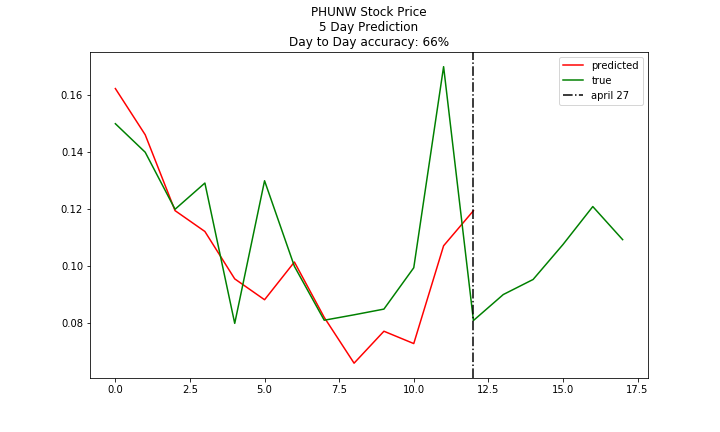 PHUNW Stock Price
5 Day Prediction
Day to Day accuracy: 66%
predicted
true
april 27
0.16
0.14
0.12
0.10
0.08
0.0 2.5 5.0 7.5 10.0 12.5 15.0 17.5